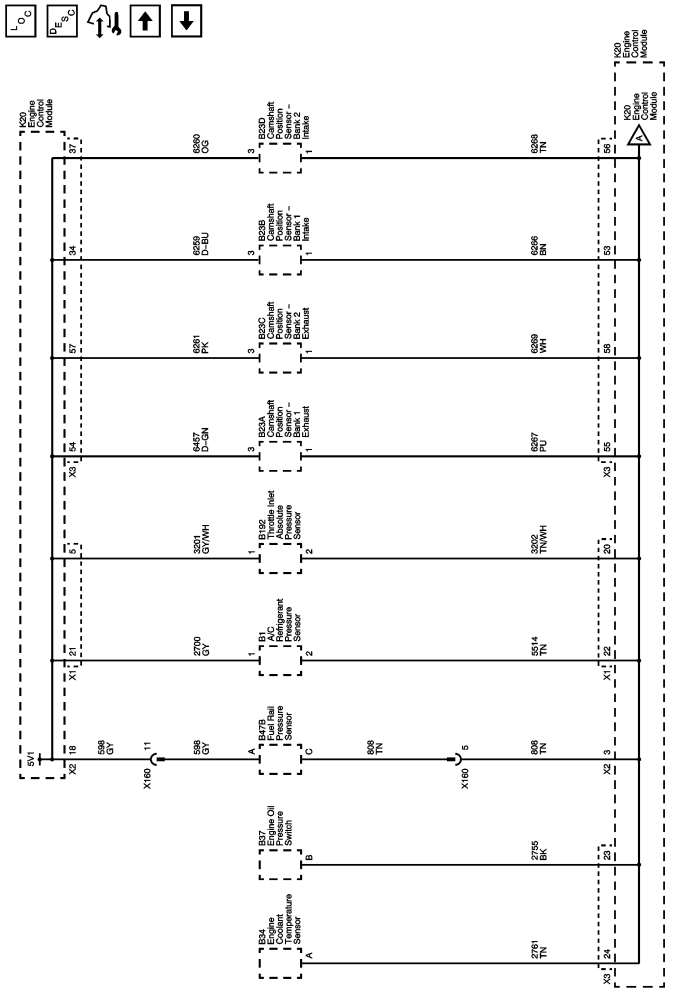 LOC
DESC
K20
Engine
Control
Module
5V1
X2
18
598
GY
11
X160
598
GY
A
B47B
Fuel Rail
Pressure
Sensor
C
808
TN
5
X160
808
TN
3
X2
X1
21
2700
GY
1
B1
A/C
Refrigerant
Pressure
Sensor
2
5514
TN
22
X1
5
3201
GY/WH
1
B192
Throttle Inlet
Absolute
Pressure
Sensor
2
3202
TN/WH
20
X3
54
6457
D-GN
3
B23A
Camshaft
Position
Sensor –
Bank 1
Exhaust
1
6267
PU
55
X3
57
6261
PK
3
B23C
Camshaft
Position
Sensor –
Bank 2
Exhaust
1
6269
WH
58
34
6259
D-BU
3
B23B
Camshaft
Position
Sensor –
Bank 1
Intake
1
6266
BN
53
37
6260
OG
3
B23D
Camshaft
Position
Sensor –
Bank 2
Intake
1
6268
TN
56
B37
Engine Oil
Pressure
Switch
B
2755
BK
23
B34
Engine
Coolant
Temperature
Sensor
A
2761
TN
24
X3
K20
Engine
Control
Module
A
K20
Engine
Control
Module